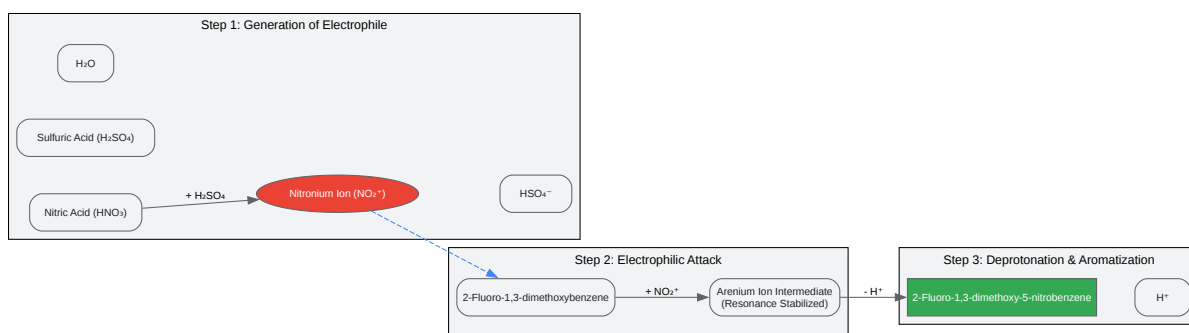 Step 1: Generation of Electrophile
H₂O
Sulfuric Acid (H₂SO₄)
Nitric Acid (HNO₃)
+ H₂SO₄
Nitronium Ion (NO₂⁺)
HSO₄⁻
Step 2: Electrophilic Attack
2-Fluoro-1,3-dimethoxybenzene
+ NO₂⁺
Arenium Ion Intermediate
(Resonance Stabilized)
- H⁺
Step 3: Deprotonation & Aromatization
2-Fluoro-1,3-dimethoxy-5-nitrobenzene
H⁺